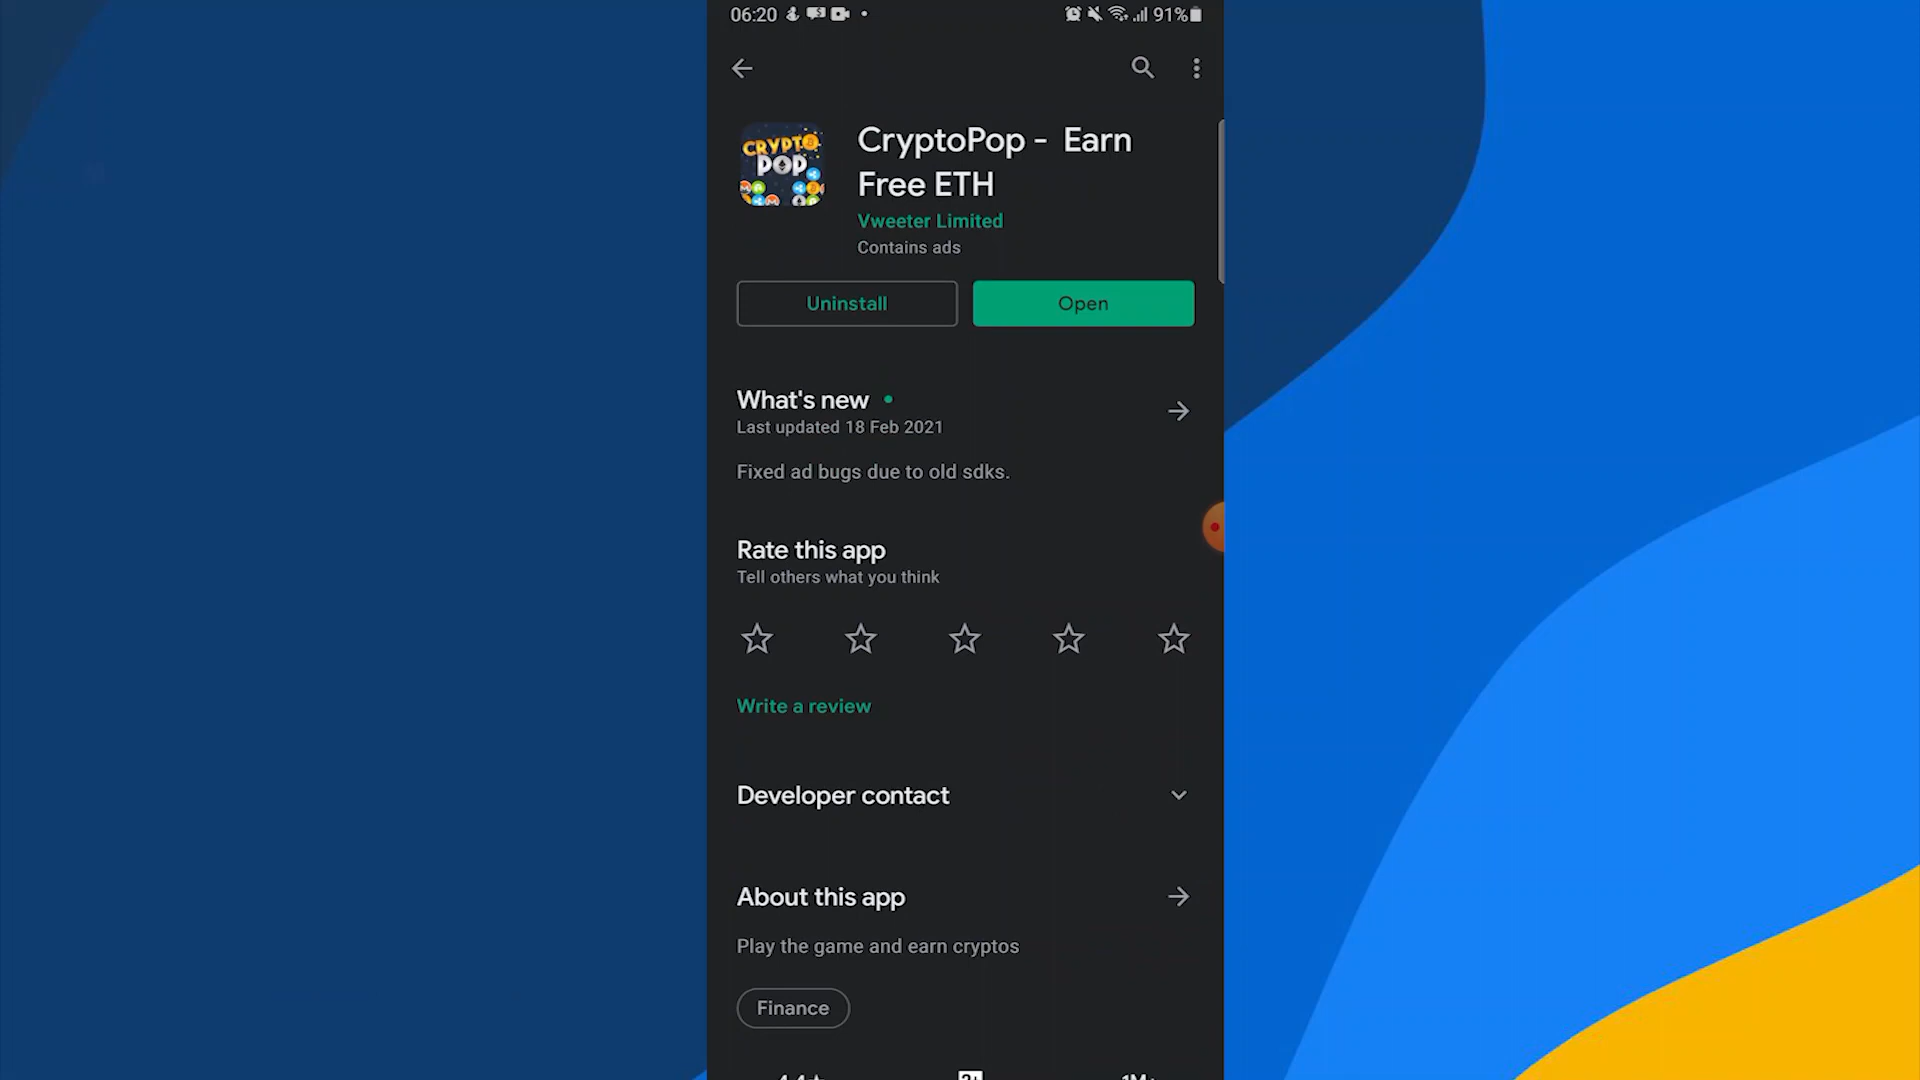 06:20
91%
CRYPTO
POP
CryptoPop - Earn
Free ETH
Vweeter Limited
Contains ads
Uninstall
Open
What's new
Last updated 18 Feb 2021
Fixed ad bugs due to old sdks.
Rate this app
Tell others what you think
Write a review
Developer contact
About this app
Play the game and earn cryptos
Finance